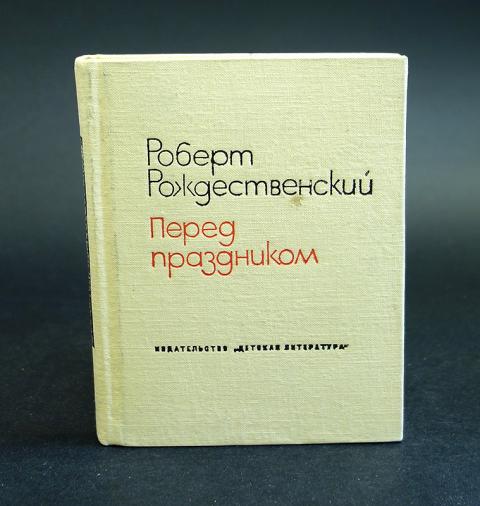 Роберт
Рождественский
Перед
праздником
ИЗДАТЕЛЬСТВО „ДЕТСКАЯ ЛИТЕРАТУРА“